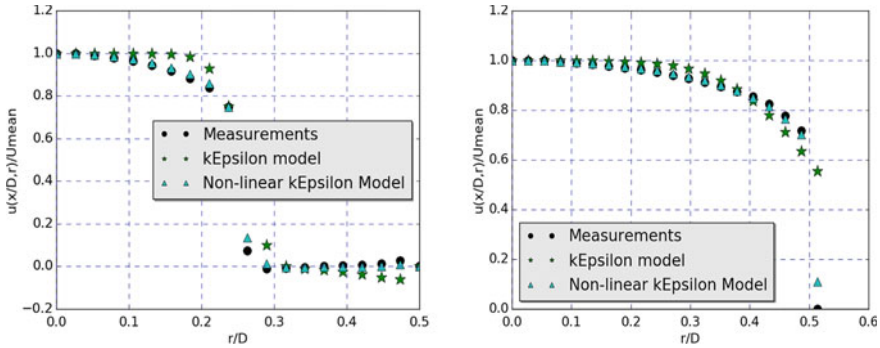 1.2
1.0
0.8
0.6
0.4
0.2
0.0
−0.2
u(x/D,r)/Umean
Measurements
kEpsilon model
Non-linear kEpsilon Model
0.0 0.1 0.2 0.3 0.4 0.5
r/D
1.2
1.0
0.8
0.6
0.4
0.2
0.0
u(x/D,r)/Umean
Measurements
kEpsilon model
Non-linear kEpsilon Model
0.0 0.1 0.2 0.3 0.4 0.5 0.6
r/D